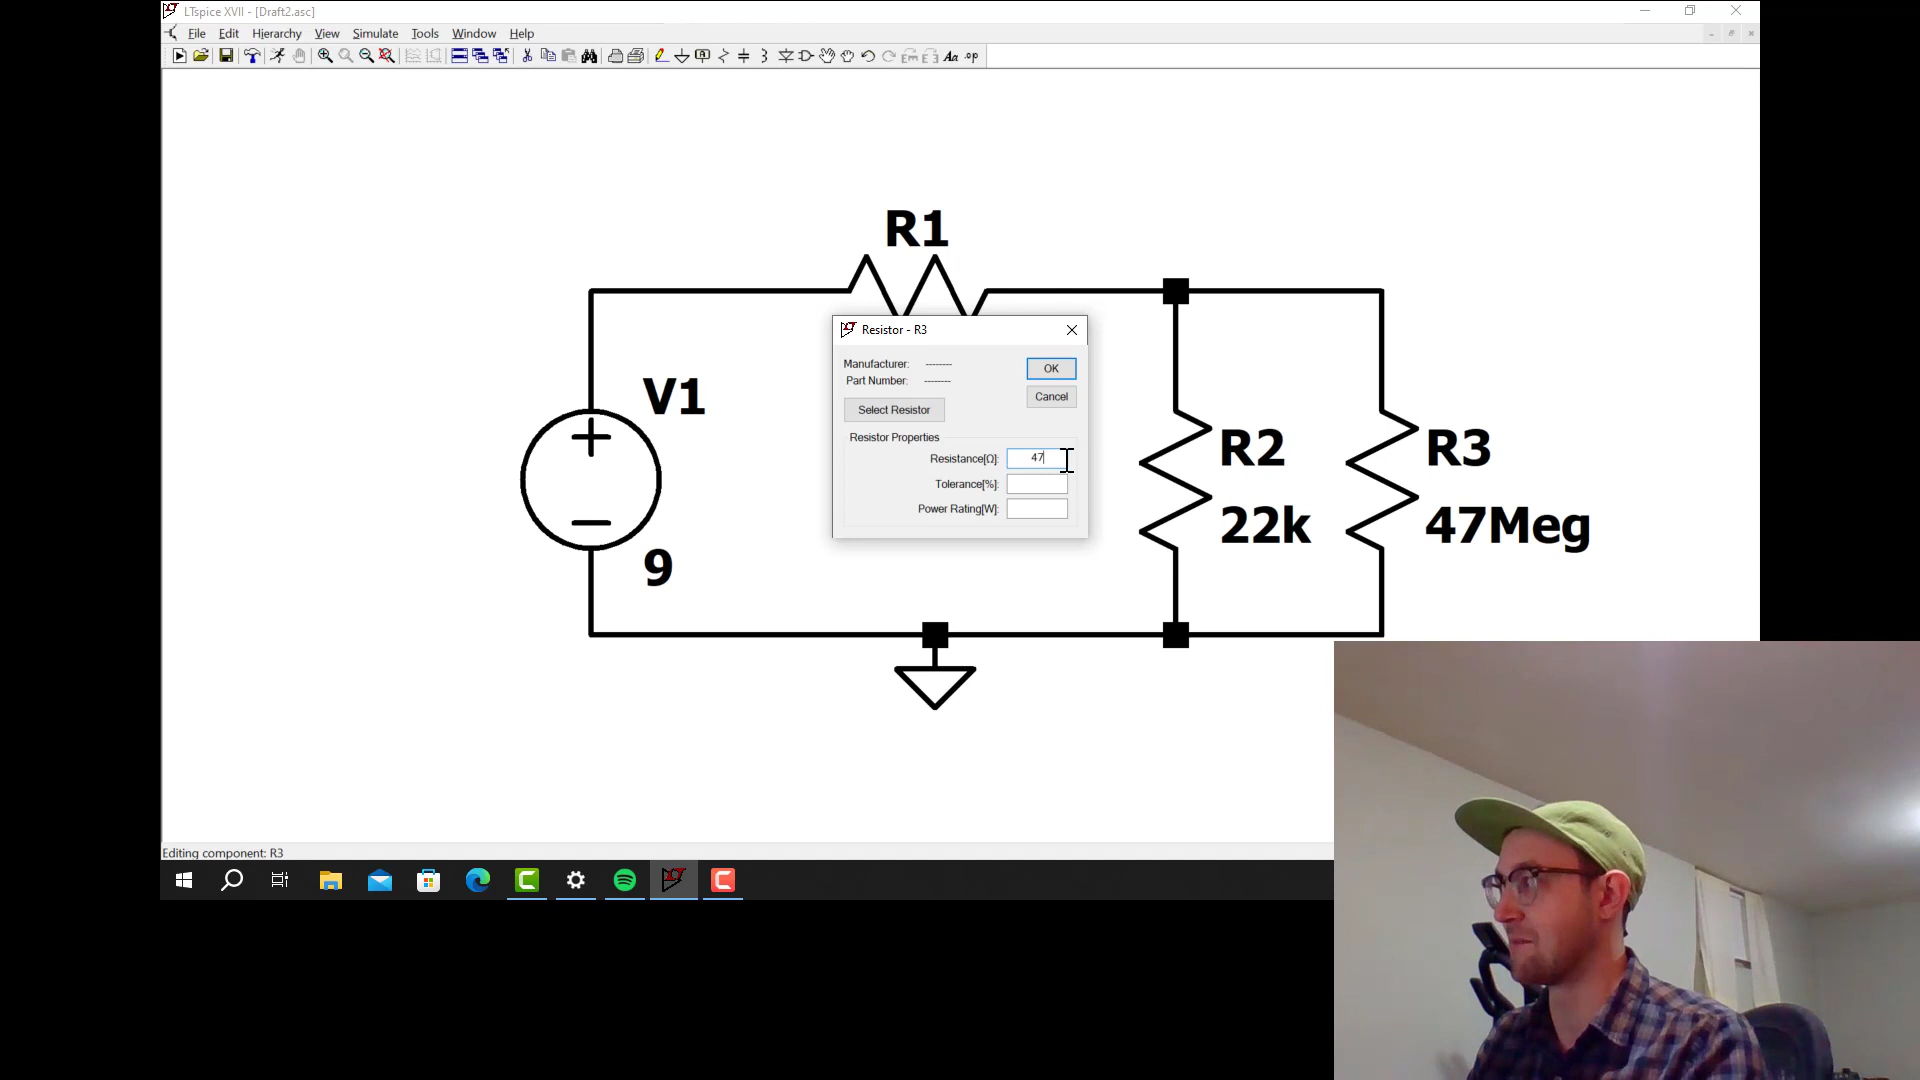 LTspice XVII - [Draft2.asc]
File Edit Hierarchy View Simulate Tools Window Help
Aa .op
R1
Resistor - R3
Manufacturer: --------
OK
Part Number: --------
Cancel
Select Resistor
Resistor Properties
Resistance[Ω]: 47
Tolerance[%]:
Power Rating[W]:
V1
9
R2
22k
R3
47Meg
Editing component: R3